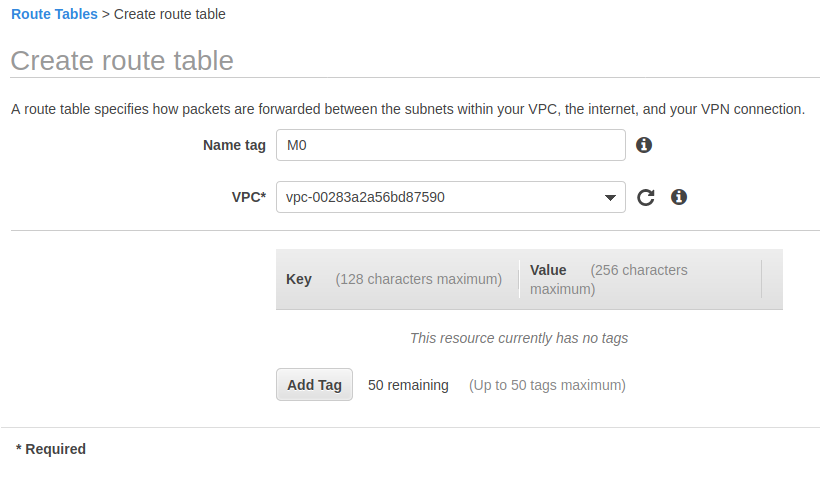 Route Tables > Create route table
Create route table
A route table specifies how packets are forwarded between the subnets within your VPC, the internet, and your VPN connection.
Name tag M0
VPC* vpc-00283a2a56bd87590
Key (128 characters maximum) Value (256 characters maximum)
This resource currently has no tags
Add Tag 50 remaining (Up to 50 tags maximum)
* Required